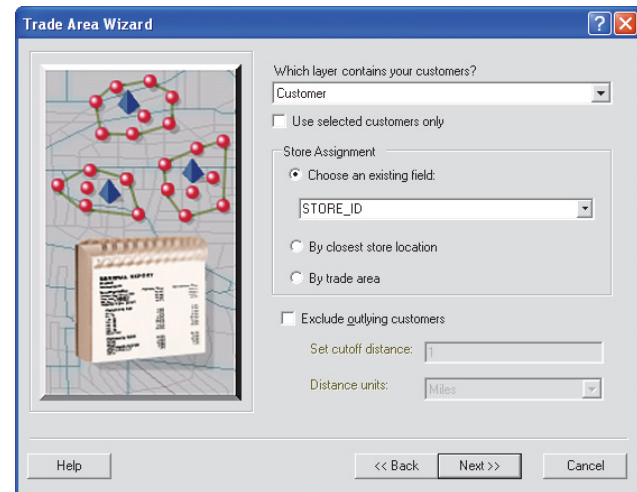 Trade Area Wizard
Which layer contains your customers?
Customer
Use selected customers only
Store Assignment
Choose an existing field:
STORE_ID
By closest store location
By trade area
Exclude outlying customers
Set cutoff distance: 1
Distance units: Miles
Help << Back Next >> Cancel